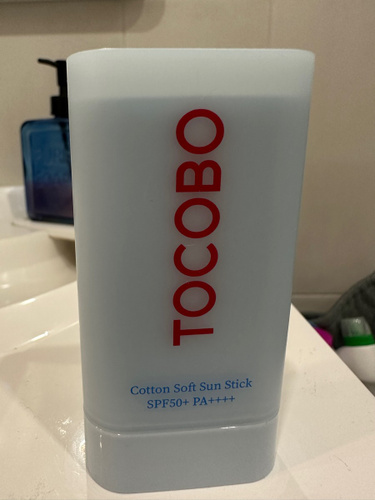 TOCOBO
Cotton Soft Sun Stick
SPF50+ PA++++